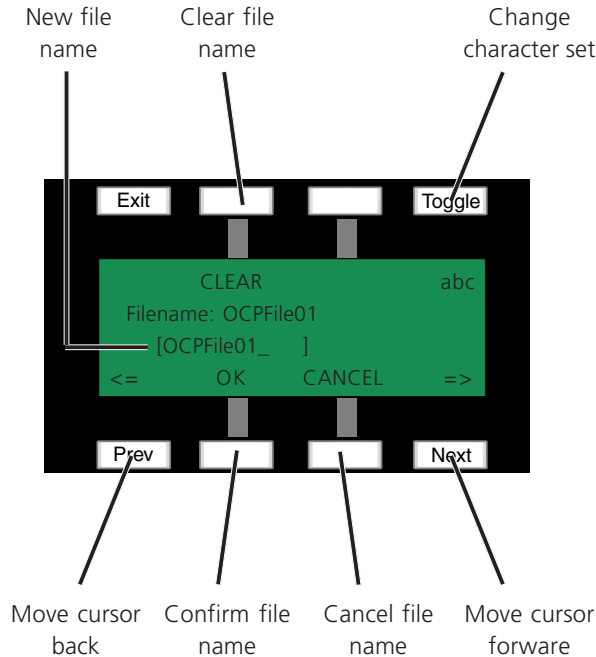 New file
name
Clear file
name
Change
character set
Exit
Toggle
CLEAR abc
Filename: OCPFile01
[OCPFile01_ ]
<= OK CANCEL =>
Prev
Next
Move cursor
back
Confirm file
name
Cancel file
name
Move cursor
forware